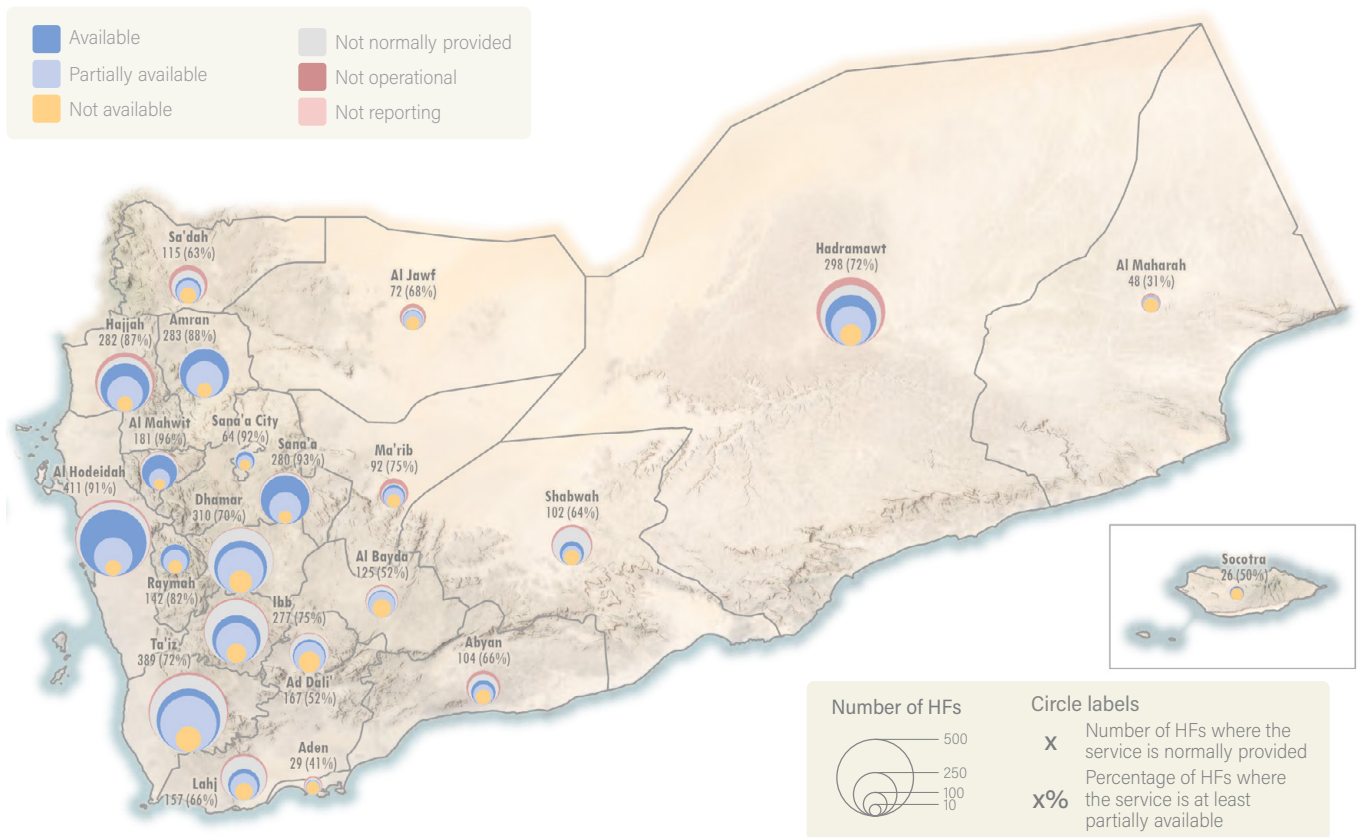 Available
Partially available
Not available
Not normally provided
Not operational
Not reporting
Sa'dah
115 (63%)
Al Jawf
72 (68%)
Hadramawt
298 (72%)
Al Maharah
48 (31%)
Hajjah
282 (87%)
Amran
283 (88%)
Al Mahwit
181 (96%)
Sana'a City
64 (92%)
Sana'a
280 (93%)
Ma'rib
92 (75%)
Al Hodeidah
411 (91%)
Dhamar
310 (70%)
Shabwah
102 (64%)
Al Bayda
125 (52%)
Raymah
142 (82%)
Ibb
277 (75%)
Socotra
26 (50%)
Ta'iz
389 (72%)
Ad Dali'
167 (52%)
Abyan
104 (66%)
Aden
29 (41%)
Lahj
157 (66%)
Number of HFs
500
250
100
10
Circle labels
x
Number of HFs where the
service is normally provided
x%
Percentage of HFs where
the service is at least
partially available